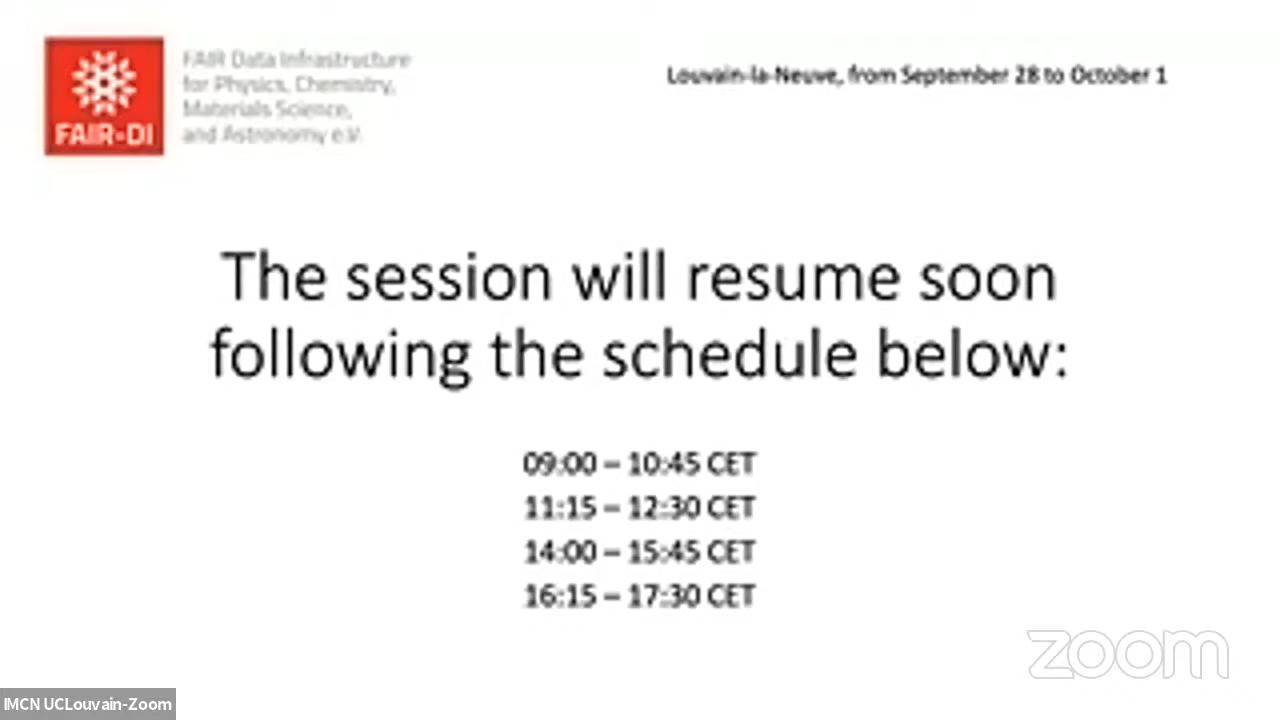 FAIR-DI
FAIR Data Infrastructure
for Physics, Chemistry,
Materials Science,
and Astronomy e.V.
Louvain-la-Neuve, from September 28 to October 1
The session will resume soon
following the schedule below:
09:00 – 10:45 CET
11:15 – 12:30 CET
14:00 – 15:45 CET
16:15 – 17:30 CET
zoom
IMCN UCLouvain-Zoom